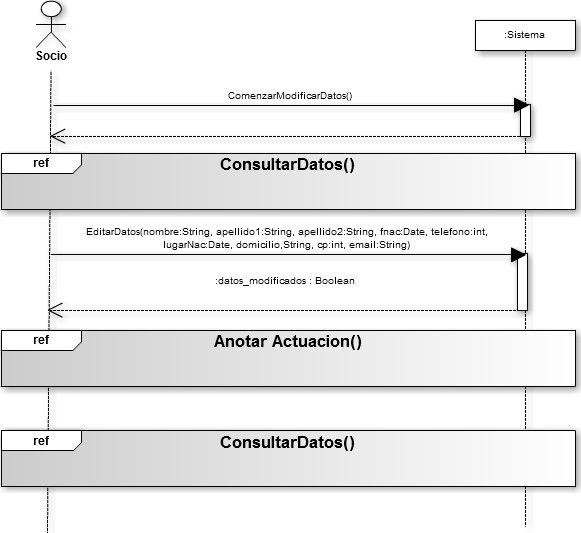 Socio
:Sistema
ComenzarModificarDatos()
ref
ConsultarDatos()
EditarDatos(nombre:String, apellido1:String, apellido2:String, fnac:Date, telefono:int,
lugarNac:Date, domicilio,String, cp:int, email:String)
:datos_modificados : Boolean
ref
Anotar Actuacion()
ref
ConsultarDatos()